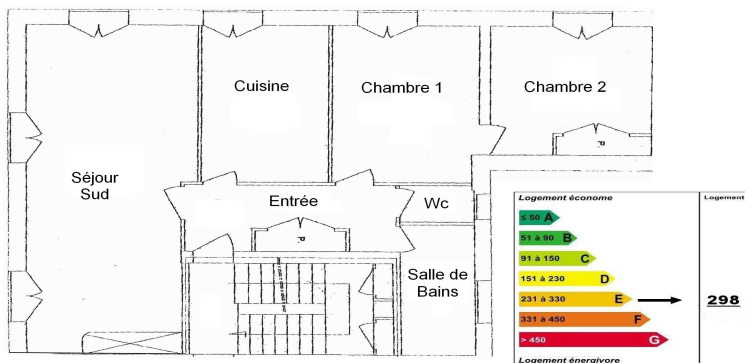 Cuisine
Chambre 1
Chambre 2
P.
Séjour
Sud
Entrée
Wc
P.
Salle de
Bains
Logement économe
Logement
≤ 50 A
51 à 90 B
91 à 150 C
151 à 230 D
231 à 330 E
298
331 à 450 F
> 450 G
Logement énergivore